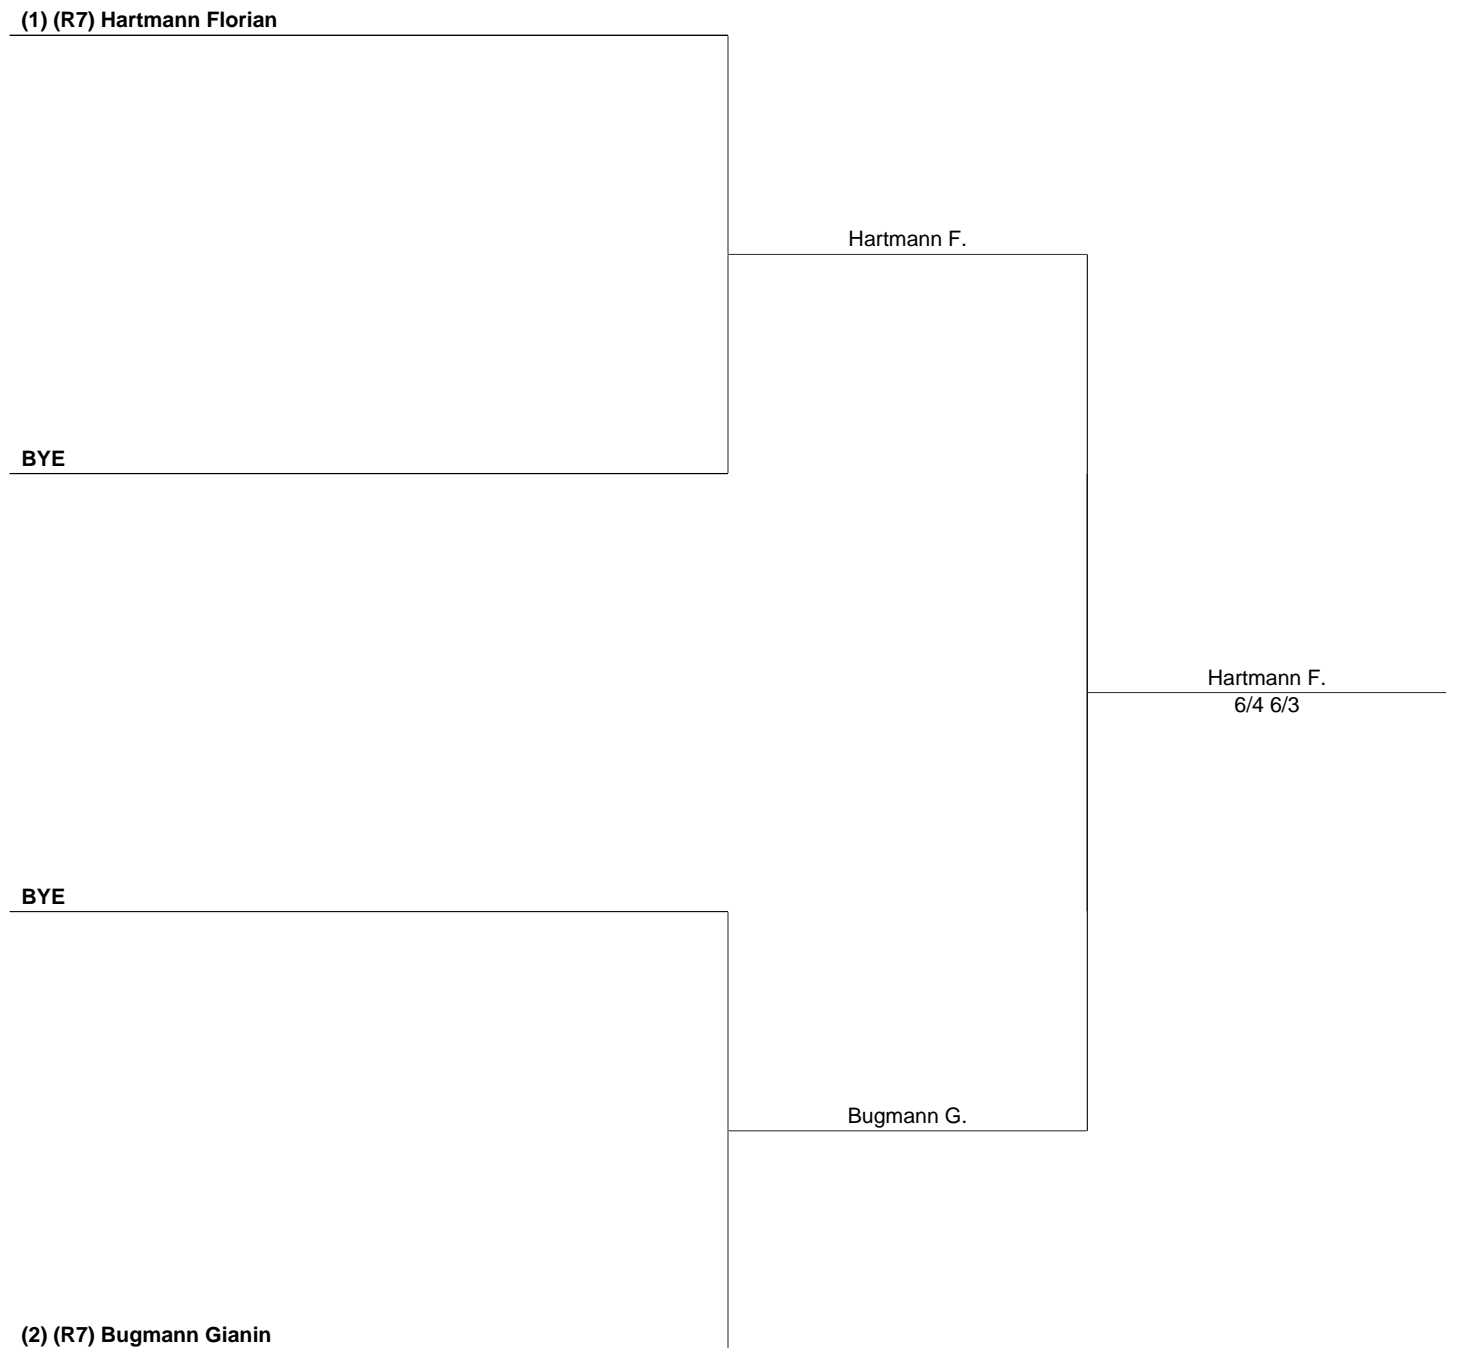 (1) (R7) Hartmann Florian
Hartmann F.
BYE
Hartmann F.
6/4 6/3
BYE
Bugmann G.
(2) (R7) Bugmann Gianin